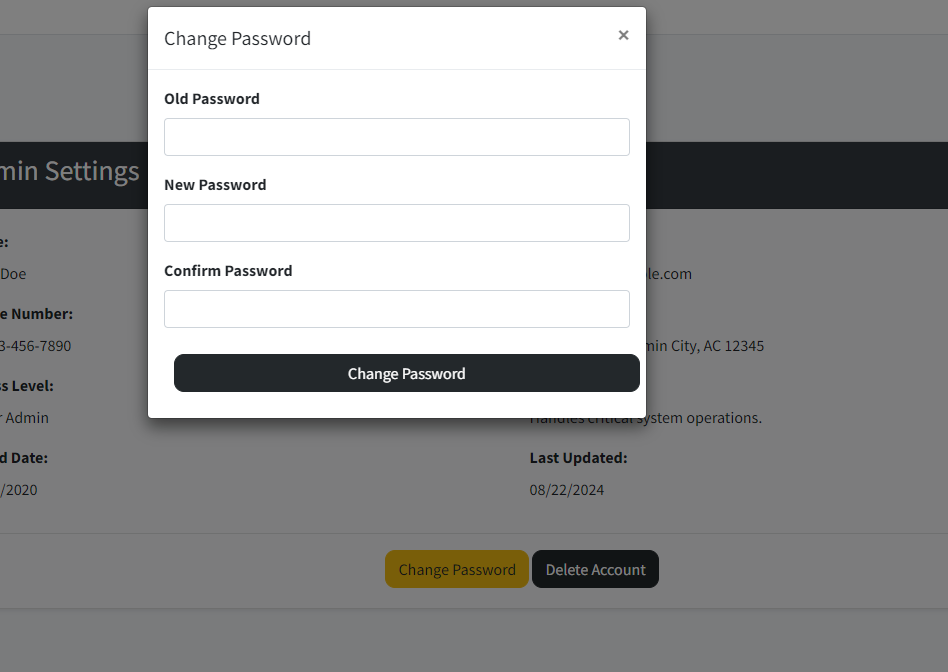 Change Password
×
Old Password
New Password
Confirm Password
Change Password
min Settings
e:
Doe
le.com
e Number:
3-456-7890
min City, AC 12345
s Level:
r Admin
Handles critical system operations.
d Date:
Last Updated:
/2020
08/22/2024
Change Password
Delete Account